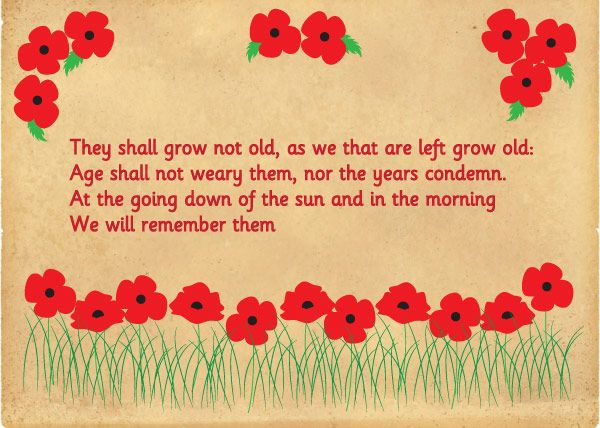 They shall grow not old, as we that are left grow old:
Age shall not weary them, nor the years condemn.
At the going down of the sun and in the morning
We will remember them